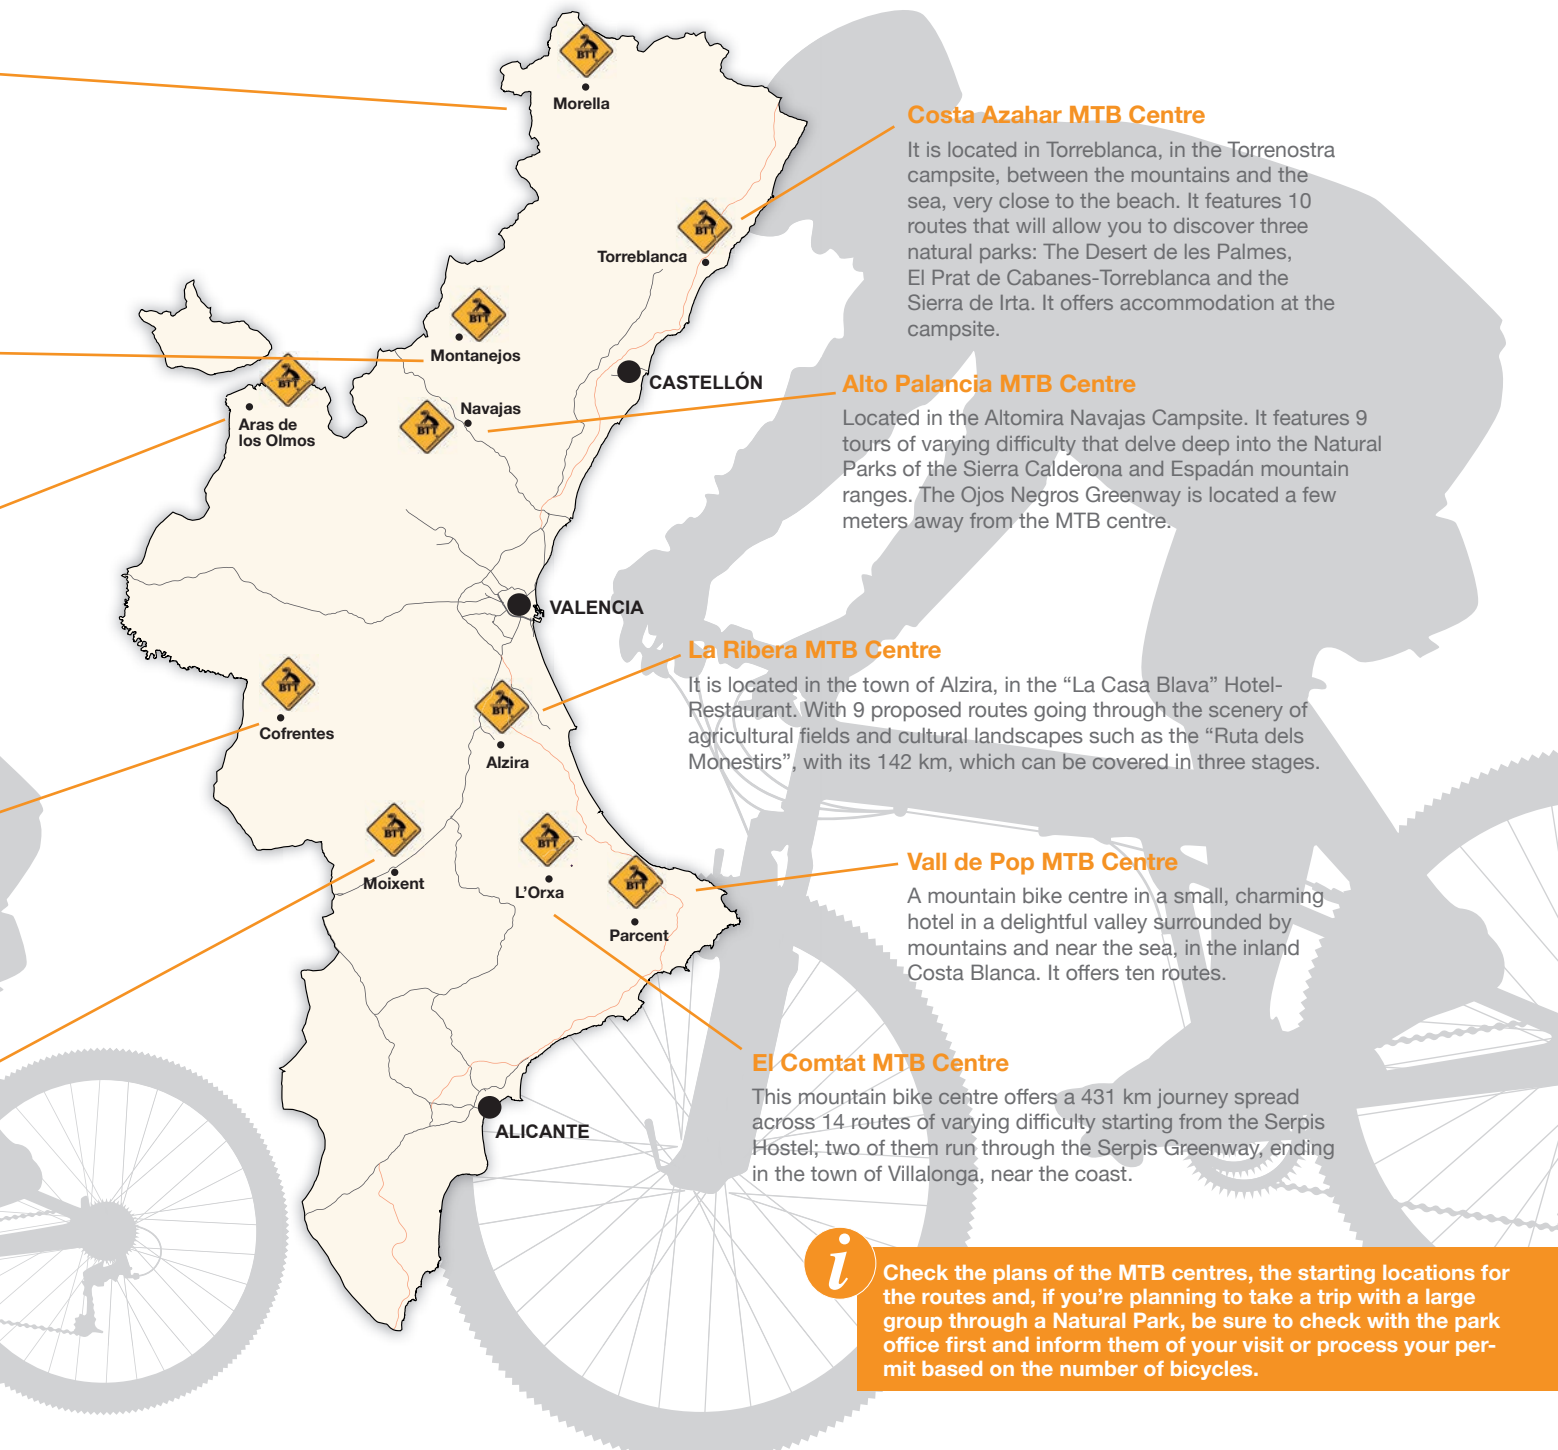 BTT
Morella
BTT
Torreblanca
BTT
Montanejos
BTT
Aras de
los Olmos
BTT
Navajas
CASTELLÓN
VALENCIA
BTT
Cofrentes
BTT
Alzira
BTT
Moixent
BTT
L’Orxa
BTT
Parcent
ALICANTE
Costa Azahar MTB Centre
It is located in Torreblanca, in the Torrenostra
campsite, between the mountains and the
sea, very close to the beach. It features 10
routes that will allow you to discover three
natural parks: The Desert de les Palmes,
El Prat de Cabanes-Torreblanca and the
Sierra de Irta. It offers accommodation at the
campsite.
Alto Palancia MTB Centre
Located in the Altomira Navajas Campsite. It features 9
tours of varying difficulty that delve deep into the Natural
Parks of the Sierra Calderona and Espadán mountain
ranges. The Ojos Negros Greenway is located a few
meters away from the MTB centre.
La Ribera MTB Centre
It is located in the town of Alzira, in the “La Casa Blava” Hotel-
Restaurant. With 9 proposed routes going through the scenery of
agricultural fields and cultural landscapes such as the “Ruta dels
Monestirs”, with its 142 km, which can be covered in three stages.
Vall de Pop MTB Centre
A mountain bike centre in a small, charming
hotel in a delightful valley surrounded by
mountains and near the sea, in the inland
Costa Blanca. It offers ten routes.
El Comtat MTB Centre
This mountain bike centre offers a 431 km journey spread
across 14 routes of varying difficulty starting from the Serpis
Hostel; two of them run through the Serpis Greenway, ending
in the town of Villalonga, near the coast.
i
Check the plans of the MTB centres, the starting locations for
the routes and, if you’re planning to take a trip with a large
group through a Natural Park, be sure to check with the park
office first and inform them of your visit or process your per-
mit based on the number of bicycles.